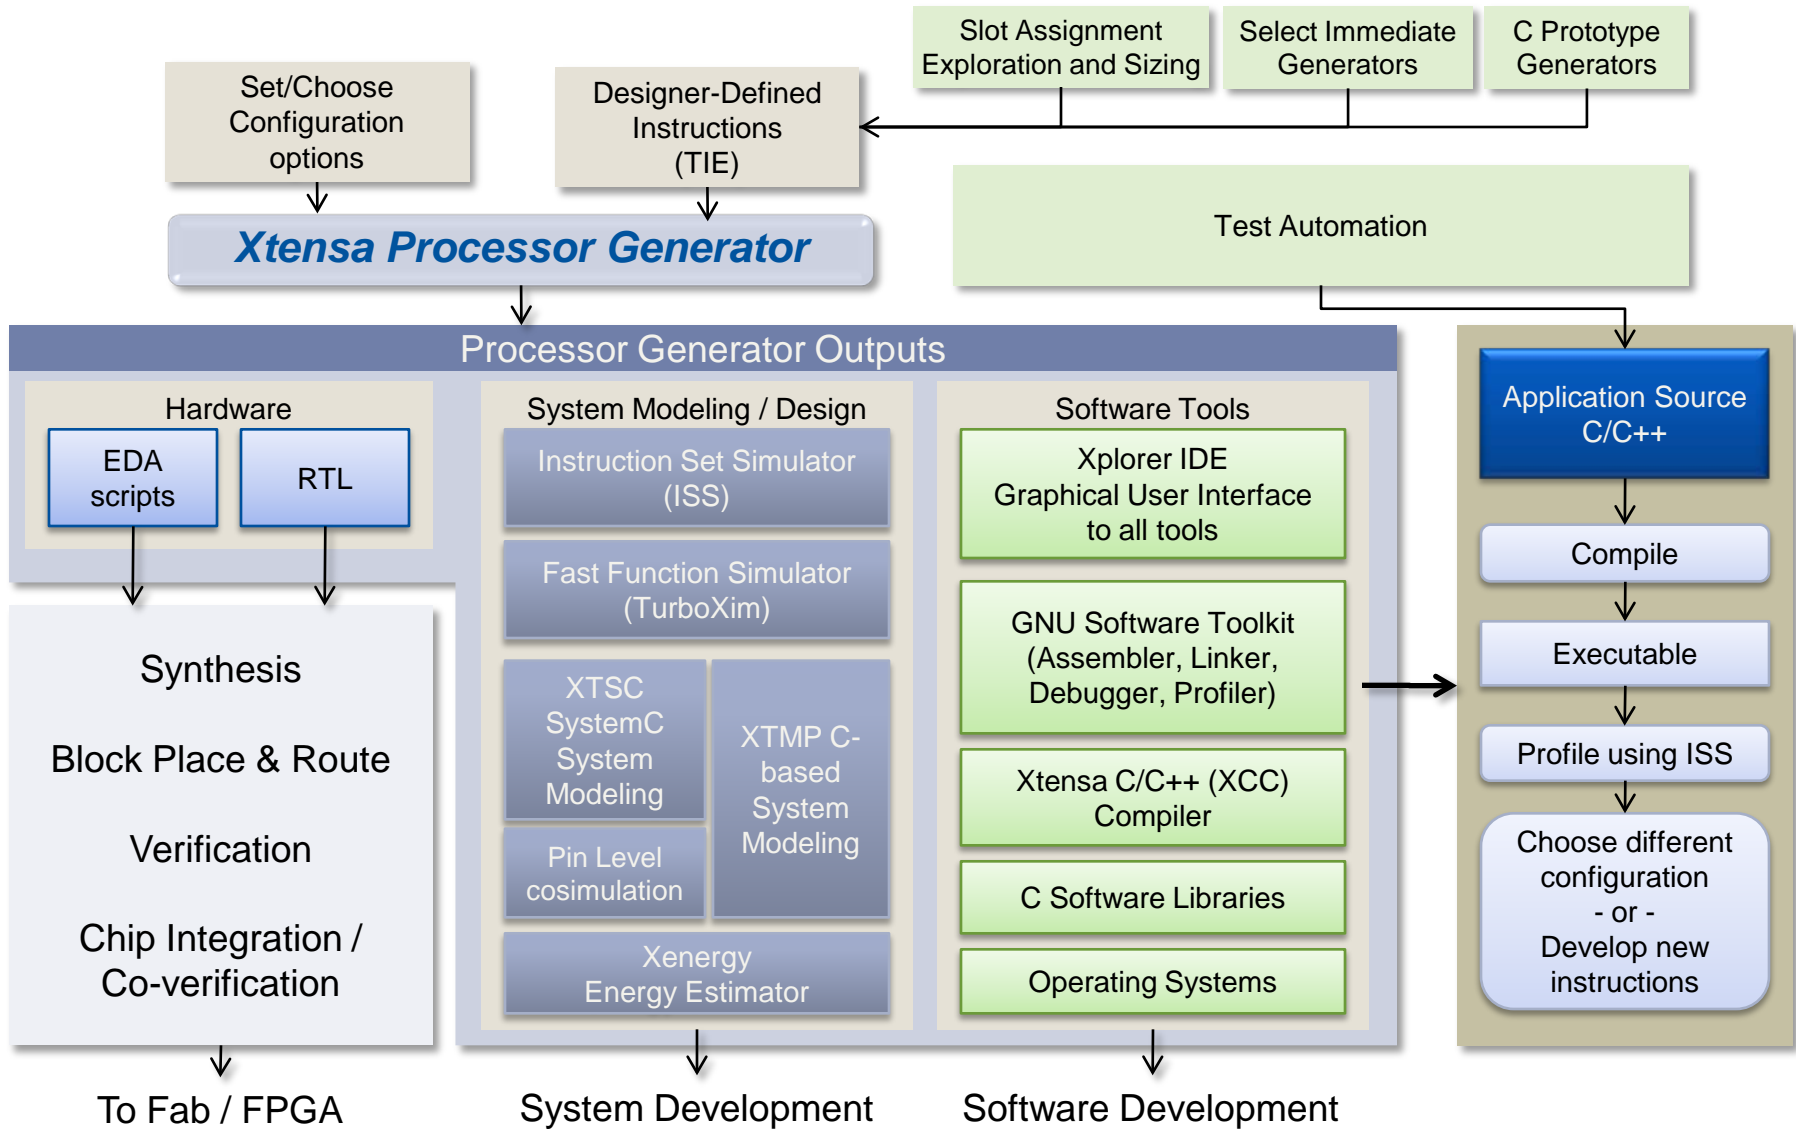 Slot Assignment
Exploration and Sizing
Select Immediate
Generators
C Prototype
Generators
Set/Choose
Configuration
options
Designer-Defined
Instructions
(TIE)
Test Automation
Xtensa Processor Generator
Processor Generator Outputs
Hardware
EDA
scripts
RTL
Synthesis
Block Place & Route
Verification
Chip Integration /
Co-verification
To Fab / FPGA
System Modeling / Design
Instruction Set Simulator
(ISS)
Fast Function Simulator
(TurboXim)
XTSC
SystemC
System
Modeling
XTMP C-
based
System
Modeling
Pin Level
cosimulation
Xenergy
Energy Estimator
System Development
Software Tools
Xplorer IDE
Graphical User Interface
to all tools
GNU Software Toolkit
(Assembler, Linker,
Debugger, Profiler)
Xtensa C/C++ (XCC)
Compiler
C Software Libraries
Operating Systems
Software Development
Application Source
C/C++
Compile
Executable
Profile using ISS
Choose different
configuration
- or -
Develop new
instructions